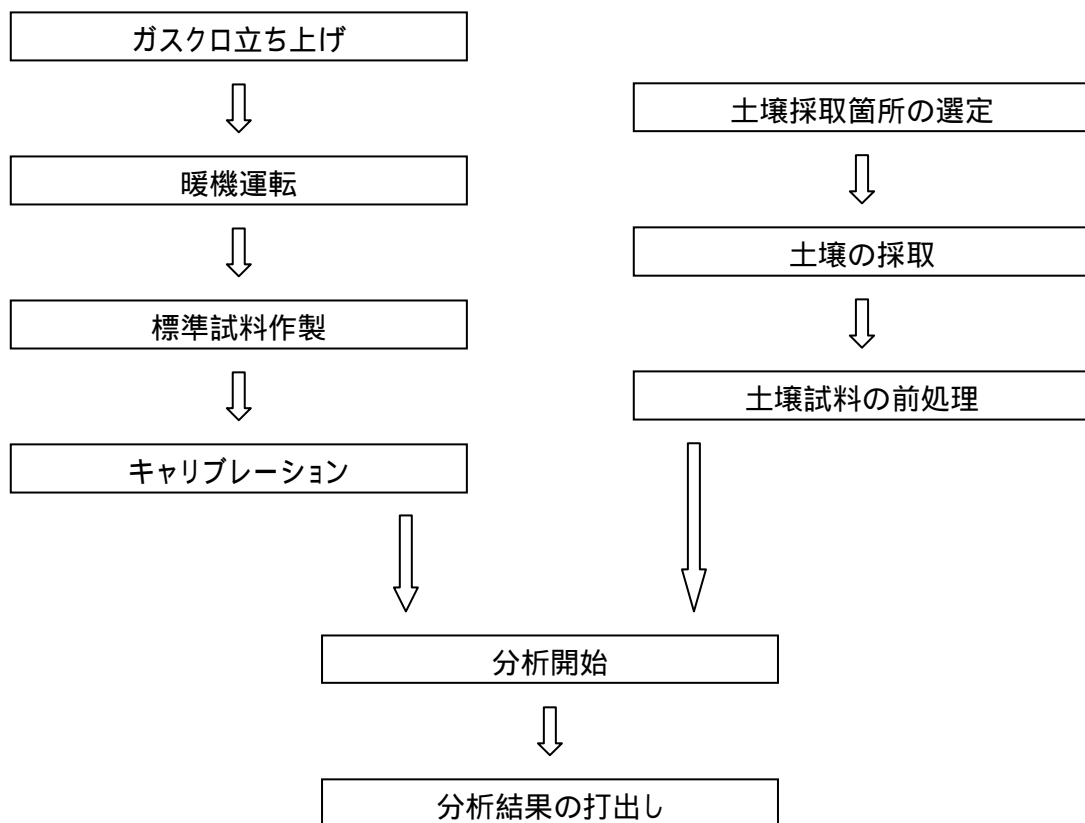 ガスクロ立ち上げ
暖機運転
標準試料作製
キャリブレーション
土壌採取箇所の選定
土壌の採取
土壌試料の前処理
分析開始
分析結果の打出し